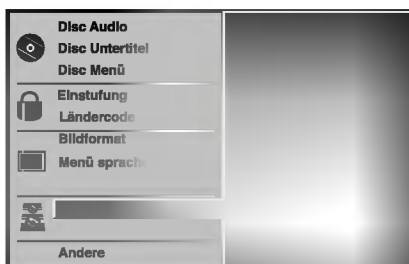 Disc Audio
Disc Untertitel
Disc Menü
Einstufung
Ländercode
Bildformat
Menü sprache
Andere